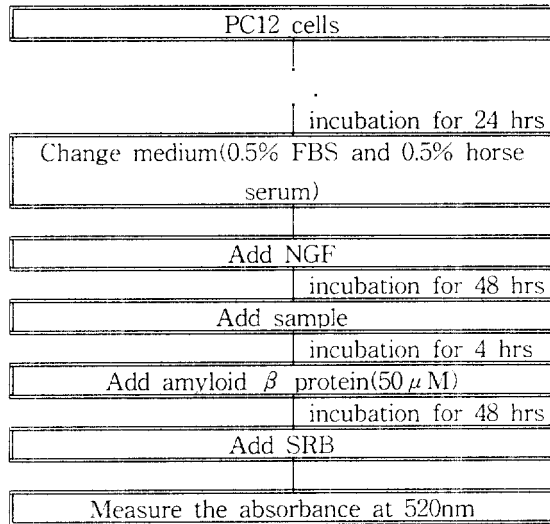 PC12 cells
incubation for 24 hrs
Change medium(0.5% FBS and 0.5% horse
serum)
Add NGF
incubation for 48 hrs
Add sample
incubation for 4 hrs
Add amyloid β protein(50μM)
incubation for 48 hrs
Add SRB
Measure the absorbance at 520nm